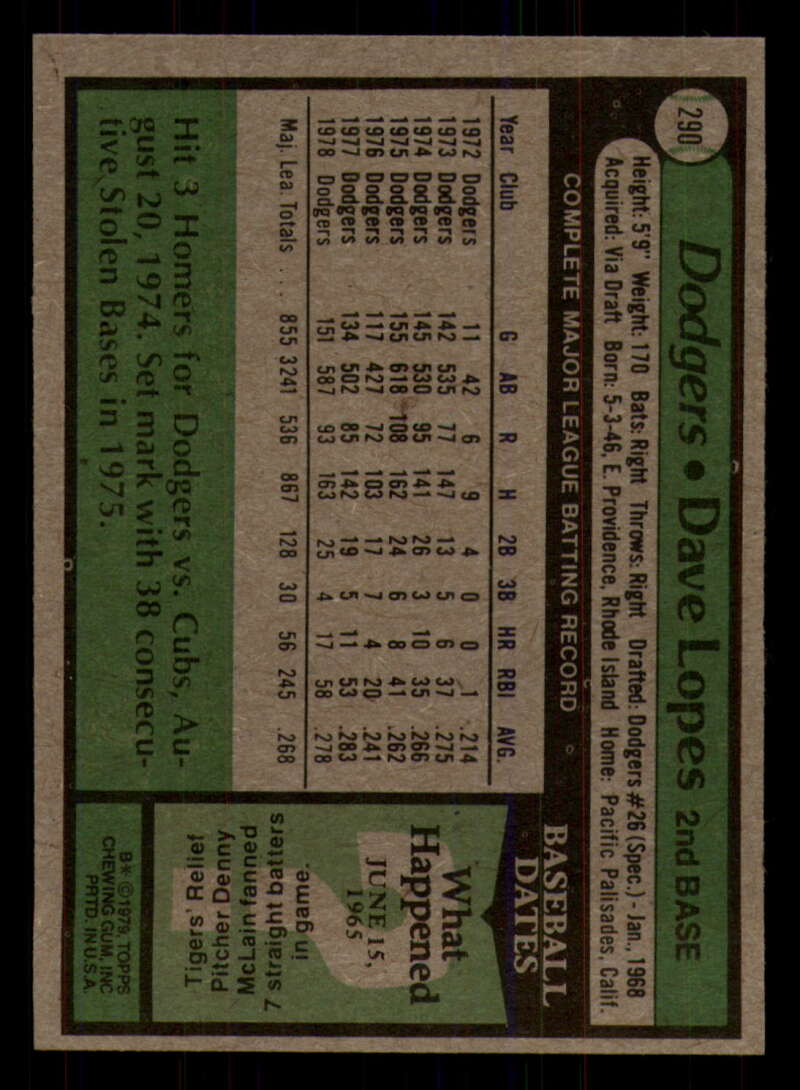 290
Dodgers • Dave Lopes 2nd BASE
Height: 5'9" Weight: 170 Bats: Right Throws: Right Drafted: Dodgers #26 (Spec.) - Jan., 1968
Acquired: Via Draft Born: 5-3-46, E. Providence, Rhode Island Home: Pacific Palisades, Calif.
COMPLETE MAJOR LEAGUE BATTING RECORD
Year Club G AB R H 2B 3B HR RBI AVG.
1972 Dodgers 11 42 6 9 4 0 0 1 .214
1973 Dodgers 142 535 77 147 13 5 6 37 .275
1974 Dodgers 145 530 95 141 26 3 10 35 .266
1975 Dodgers 155 618 108 162 24 6 8 41 .262
1976 Dodgers 117 427 72 103 17 7 4 20 .241
1977 Dodgers 134 502 85 142 19 5 11 53 .283
1978 Dodgers 151 587 93 163 25 4 17 58 .278
Maj. Lea Totals . . . 855 3241 536 867 128 30 56 245 .268
Hit 3 Homers for Dodgers vs. Cubs, Au-
gust 20, 1974. Set mark with 38 consecu-
tive Stolen Bases in 1975.
BASEBALL
DATES
What
Happened
JUNE 15,
1965
Tigers' Relief
Pitcher Denny
McLain fanned
7 straight batters
in game.
B* © 1979, TOPPS
CHEWING GUM, INC
PRTD. IN U.S.A.